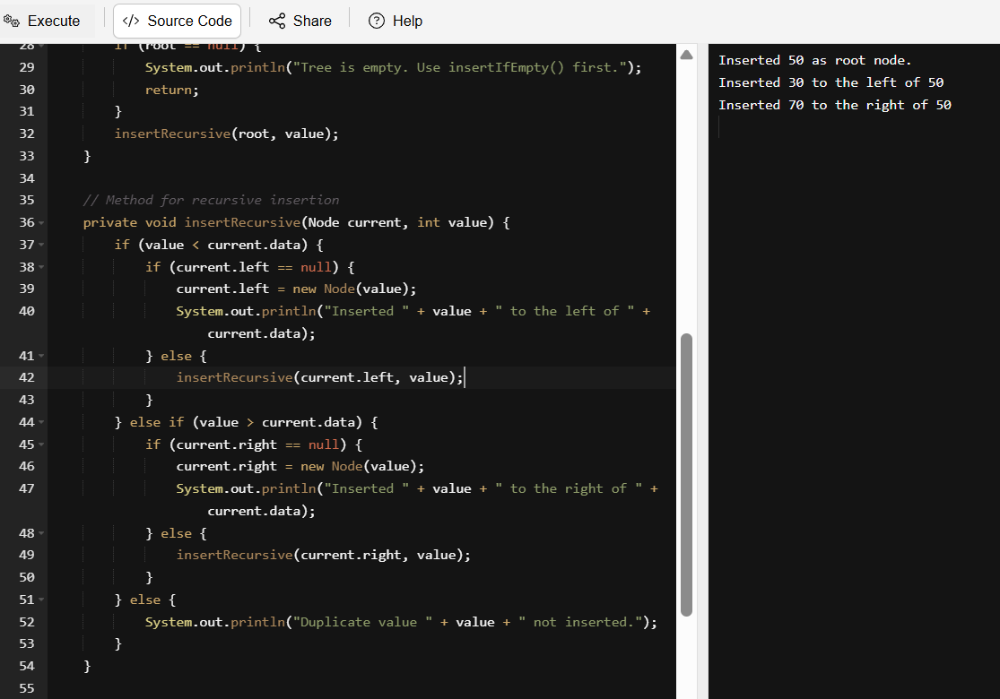 Execute
</> Source Code
Share
Help
28 if (root == null) {
29 System.out.println("Tree is empty. Use insertIfEmpty() first.");
30 return;
31 }
32 insertRecursive(root, value);
33 }
34
35 // Method for recursive insertion
36 private void insertRecursive(Node current, int value) {
37 if (value < current.data) {
38 if (current.left == null) {
39 current.left = new Node(value);
40 System.out.println("Inserted " + value + " to the left of " +
current.data);
41 } else {
42 insertRecursive(current.left, value);
43 }
44 } else if (value > current.data) {
45 if (current.right == null) {
46 current.right = new Node(value);
47 System.out.println("Inserted " + value + " to the right of " +
current.data);
48 } else {
49 insertRecursive(current.right, value);
50 }
51 } else {
52 System.out.println("Duplicate value " + value + " not inserted.");
53 }
54 }
55
Inserted 50 as root node.
Inserted 30 to the left of 50
Inserted 70 to the right of 50